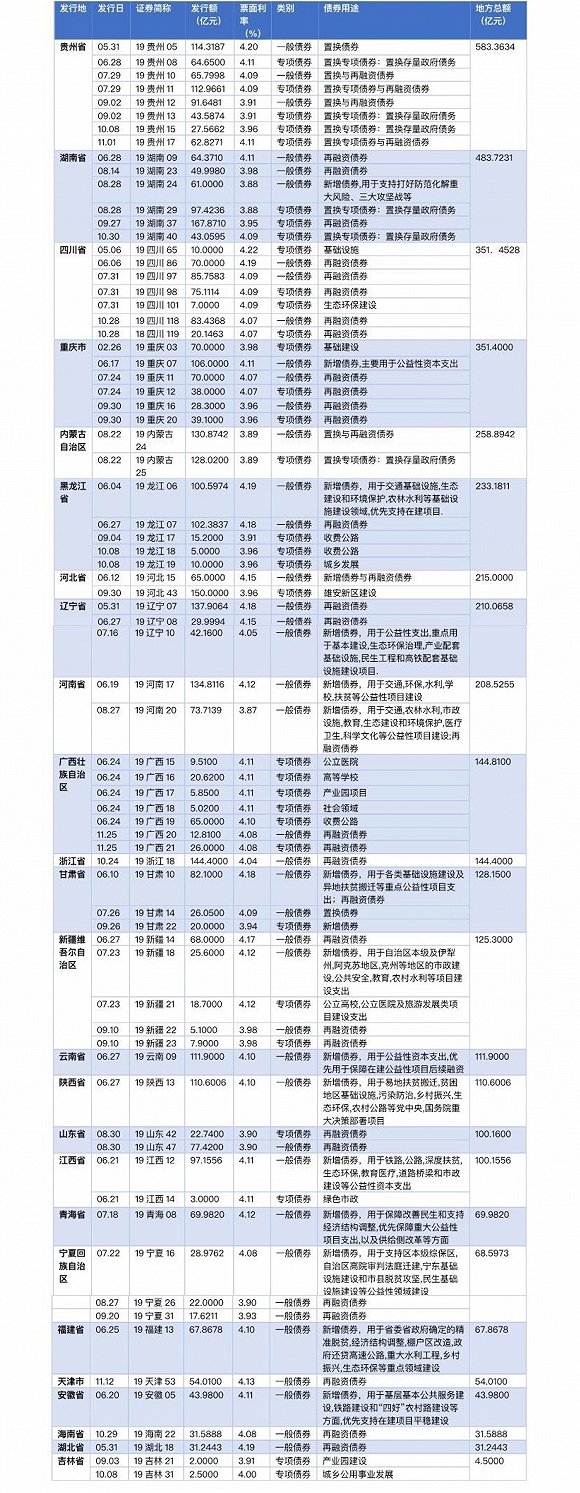 发行地 发行日 证券简称 发行额 票面利 类别 债券用途 地方总额
（亿元） 率 （亿元）
（%）
贵州省 05.31 19 贵州 05 114.3187 4.20 一般债券 置换债券 583.3634
06.28 19 贵州 08 64.6500 4.11 专项债券 置换专项债券：置换存量政府债务
07.29 19 贵州 10 65.7998 4.09 一般债券 置换与再融资债券
07.29 19 贵州 11 112.9661 4.09 专项债券 置换专项债券与再融资债券
09.02 19 贵州 12 91.6481 3.91 一般债券 置换与再融资债券
09.02 19 贵州 13 43.5874 3.91 专项债券 置换专项债券：置换存量政府债务
10.08 19 贵州 15 27.5662 3.96 专项债券 置换专项债券：置换存量政府债务
11.01 19 贵州 17 62.8271 4.11 专项债券 置换专项债券与再融资债券
湖南省 06.28 19 湖南 09 64.3710 4.11 一般债券 再融资债券 483.7231
08.14 19 湖南 23 49.9980 3.98 一般债券 再融资债券
08.28 19 湖南 24 61.0000 3.88 一般债券 新增债券,用于支持打好防范化解重
大风险、三大攻坚战等
08.28 19 湖南 29 97.4236 3.88 专项债券 置换专项债券：置换存量政府债务
09.27 19 湖南 37 167.8710 3.95 专项债券 再融资债券
10.30 19 湖南 40 43.0595 4.09 专项债券 置换专项债券：置换存量政府债务
四川省 05.06 19 四川 65 10.0000 4.22 专项债券 基础设施 351．4528
06.06 19 四川 86 70.0000 4.19 一般债券 再融资债券
07.31 19 四川 97 85.7583 4.09 一般债券 再融资债券
07.31 19 四川 98 75.1114 4.09 专项债券 再融资债券
07.31 19 四川 101 7.0000 4.09 专项债券 生态环保建设
10.28 19 四川 118 83.4368 4.07 一般债券 再融资债券
10.28 18 四川 119 20.1463 4.07 专项债券 再融资债券
重庆市 02.26 19 重庆 03 70.0000 3.98 专项债券 基础建设 351.4000
06.17 19 重庆 07 106.0000 4.11 一般债券 新增债券,主要用于公益性资本支出
07.24 19 重庆 11 70.0000 4.07 一般债券 再融资债券
07.24 19 重庆 12 38.0000 4.07 专项债券 再融资债券
09.30 19 重庆 16 28.3000 3.96 一般债券 再融资债券
09.30 19 重庆 20 39.1000 3.96 专项债券 再融资债券
内蒙古 08.22 19 内蒙古 130.8742 3.89 一般债券 置换与再融资债券 258.8942
自治区 24
08.22 19 内蒙古 128.0200 3.89 专项债券 置换专项债券：置换存量政府债务
25
黑龙江 06.04 19 龙江 06 100.5974 4.19 一般债券 新增债券，用于交通基础设施,生态 233.1811
省 建设和环境保护,农林水利等基础设
施建设领域,优先支持在建项目.
06.27 19 龙江 07 102.3837 4.18 一般债券 再融资债券
09.04 19 龙江 17 15.2000 3.91 专项债券 收费公路
10.08 19 龙江 18 5.0000 3.96 专项债券 收费公路
10.08 19 龙江 19 10.0000 3.96 专项债券 城乡发展
河北省 06.12 19 河北 15 65.0000 4.15 一般债券 新增债券与再融资债券 215.0000
09.30 19 河北 43 150.0000 3.96 专项债券 雄安新区建设
辽宁省 05.31 19 辽宁 07 137.9064 4.18 一般债券 再融资债券 210.0658
06.27 19 辽宁 08 29.9994 4.15 一般债券 再融资债券
07.16 19 辽宁 10 42.1600 4.05 一般债券 新增债券，用于公益性支出,重点用
于基本建设,生态环保治理,产业配套
基础设施,民生工程和高铁配套基础
设施建设项目.
河南省 06.19 19 河南 17 134.8116 4.12 一般债券 新增债券，用于交通,环保,水利,学 208.5255
校,扶贫等公益性项目建设
08.27 19 河南 20 73.7139 3.87 一般债券 新增债券，用于交通,农林水利,市政
设施,教育,生态建设和环境保护,医疗
卫生,科学文化等公益性项目建设;再
融资债券
广西壮 06.24 19 广西 15 9.5100 4.11 专项债券 公立医院 144.8100
族自治 06.24 19 广西 16 20.6200 4.11 专项债券 高等学校
区 06.24 19 广西 17 5.8500 4.11 专项债券 产业园项目
06.24 19 广西 18 5.0200 4.11 专项债券 社会领域
06.24 19 广西 19 65.0000 4.10 专项债券 收费公路
11.25 19 广西 20 12.8100 4.08 一般债券 再融资债券
11.25 19 广西 21 26.0000 4.08 专项债券 再融资债券
浙江省 10.24 19 浙江 18 144.4000 4.04 一般债券 再融资债券 144.4000
甘肃省 06.10 19 甘肃 10 82.1000 4.18 一般债券 新增债券，用于各类基础设施建设及 128.1500
异地扶贫搬迁等重点公益性项目支
出；再融资债券
07.26 19 甘肃 14 26.0500 4.09 一般债券 置换债券
09.26 19 甘肃 22 20.0000 3.94 专项债券 新增债券
新疆维 06.27 19 新疆 14 68.0000 4.17 一般债券 再融资债券 125.3000
吾尔自 07.23 19 新疆 18 25.6000 4.12 一般债券 新增债券，用于自治区本级及伊犁
治区 州,阿克苏地区,克州等地区的市政建
设,公共安全,教育,农村水利等项目建
设支出
07.23 19 新疆 21 18.7000 4.12 专项债券 公立高校,公立医院及旅游发展类项
目建设支出
09.10 19 新疆 22 5.1000 3.98 一般债券 再融资债券
09.10 19 新疆 23 7.9000 3.98 专项债券 再融资债券
云南省 06.27 19 云南 09 111.9000 4.10 一般债券 新增债券，用于公益性资本支出,优 111.9000
先用于保障在建公益性项目后续融资
陕西省 06.27 19 陕西 13 110.6006 4.10 一般债券 新增债券，用于易地扶贫搬迁,贫困 110.6006
地区基础设施,污染防治,乡村振兴,生
态环保,农村公路等党中央,国务院重
大决策部署项目
山东省 08.30 19 山东 42 22.7400 3.90 专项债券 再融资债券 100.1600
08.30 19 山东 47 77.4200 3.90 一般债券 再融资债券
江西省 06.21 19 江西 12 97.1556 4.11 一般债券 新增债券，用于铁路,公路,深度扶贫, 100.1556
生态环保,教育医疗,道路桥梁和市政
建设等公益性资本支出
06.21 19 江西 14 3.0000 4.11 专项债券 绿色市政
青海省 07.18 19 青海 08 69.9820 4.12 一般债券 新增债券，用于保障改善民生和支持 69.9820
经济结构调整,优先保障重大公益性
项目支出,以及供给侧改革等方面
宁夏回 07.22 19 宁夏 16 28.9762 4.08 一般债券 新增债券，用于支持区本级综保区, 68.5973
族自治 自治区高院审判法庭迁建,宁东基础
区 设施建设和市县脱贫攻坚,民生基础
设施建设等公益性领域建设
08.27 19 宁夏 26 22.0000 3.90 一般债券 再融资债券
09.20 19 宁夏 31 17.6211 3.93 一般债券 再融资债券
福建省 06.25 19 福建 13 67.8678 4.10 一般债券 新增债券，用于省委省政府确定的精 67.8678
准脱贫,经济结构调整,棚户区改造,政
府还贷高速公路,重大水利工程,乡村
振兴,生态环保等重点领域建设
天津市 11.12 19 天津 53 54.0100 4.13 一般债券 再融资债券 54.0100
安徽省 06.20 19 安徽 05 43.9800 4.11 一般债券 新增债券，用于基层基本公共服务建 43.9800
设,铁路建设和“四好”农村路建设等
方面,优先支持在建项目平稳建设
海南省 10.29 19 海南 22 31.5888 4.08 一般债券 再融资债券 31.5888
湖北省 05.31 19 湖北 18 31.2443 4.19 一般债券 再融资债券 31.2443
吉林省 09.03 19 吉林 21 2.0000 3.91 专项债券 产业园建设 4.5000
10.08 19 吉林 31 2.5000 4.00 专项债券 城乡公用事业发展